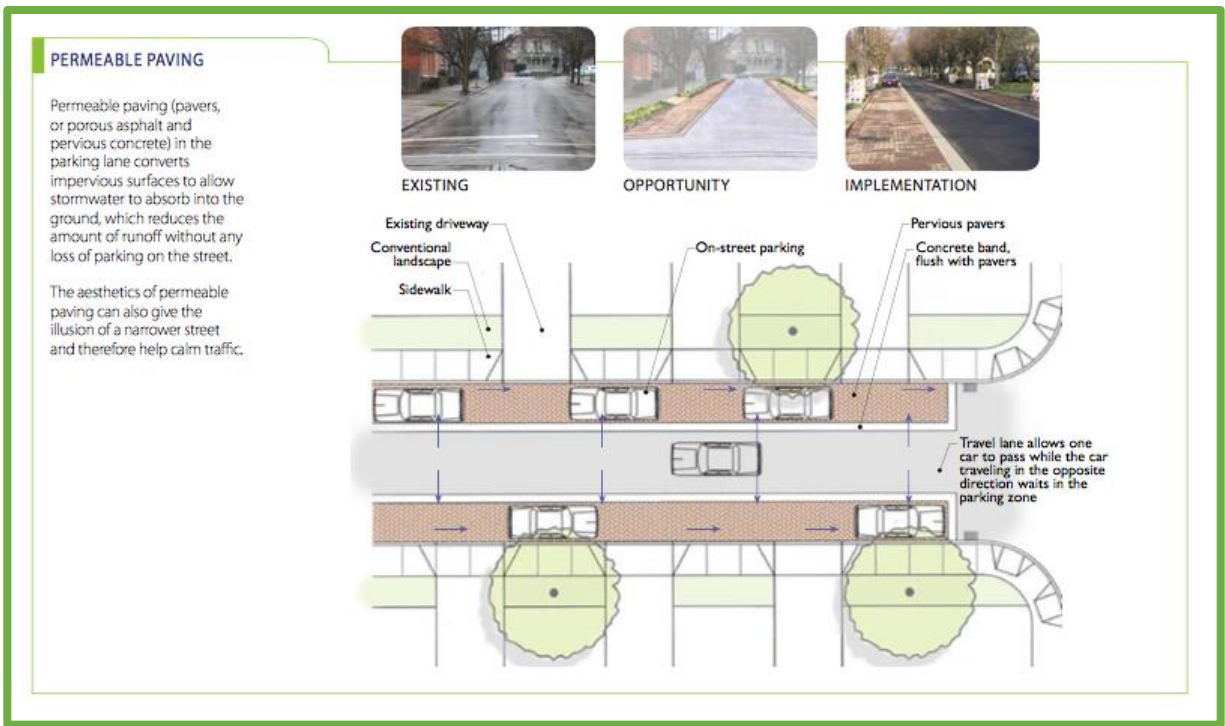 PERMEABLE PAVING
Permeable paving (pavers,
or porous asphalt and
pervious concrete) in the
parking lane converts
impervious surfaces to allow
stormwater to absorb into the
ground, which reduces the
amount of runoff without any
loss of parking on the street.
The aesthetics of permeable
paving can also give the
illusion of a narrower street
and therefore help calm traffic.
EXISTING
OPPORTUNITY
IMPLEMENTATION
Existing driveway
Conventional
landscape
Sidewalk
On-street parking
Pervious pavers
Concrete band,
flush with pavers
Travel lane allows one
car to pass while the car
traveling in the opposite
direction waits in the
parking zone